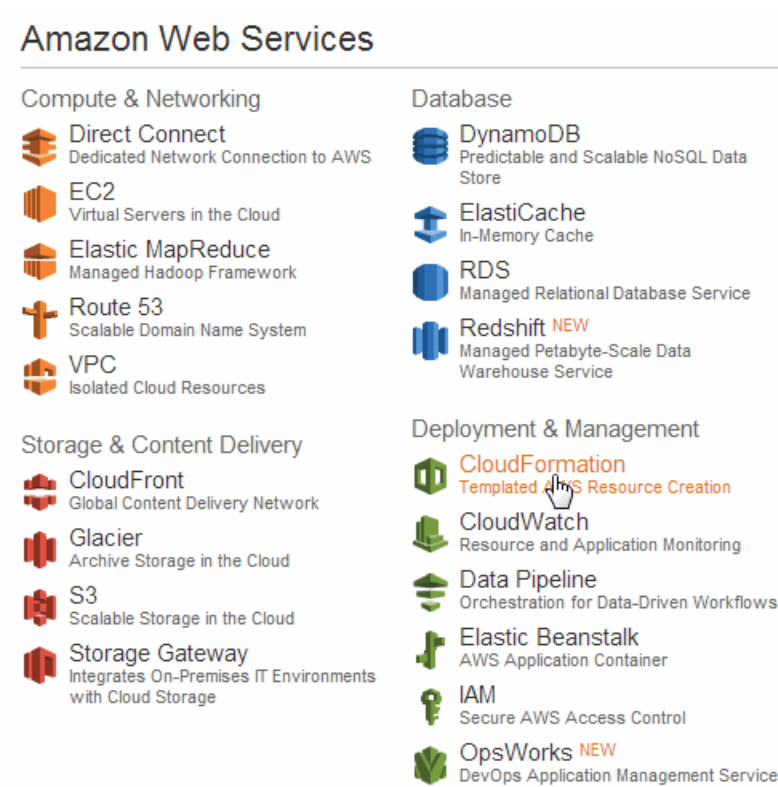 Amazon Web Services
Compute & Networking
Direct Connect
Dedicated Network Connection to AWS
EC2
Virtual Servers in the Cloud
Elastic MapReduce
Managed Hadoop Framework
Route 53
Scalable Domain Name System
VPC
Isolated Cloud Resources
Storage & Content Delivery
CloudFront
Global Content Delivery Network
Glacier
Archive Storage in the Cloud
S3
Scalable Storage in the Cloud
Storage Gateway
Integrates On-Premises IT Environments
with Cloud Storage
Database
DynamoDB
Predictable and Scalable NoSQL Data
Store
ElastiCache
In-Memory Cache
RDS
Managed Relational Database Service
Redshift NEW
Managed Petabyte-Scale Data
Warehouse Service
Deployment & Management
CloudFormation
Templated AWS Resource Creation
CloudWatch
Resource and Application Monitoring
Data Pipeline
Orchestration for Data-Driven Workflows
Elastic Beanstalk
AWS Application Container
IAM
Secure AWS Access Control
OpsWorks NEW
DevOps Application Management Service